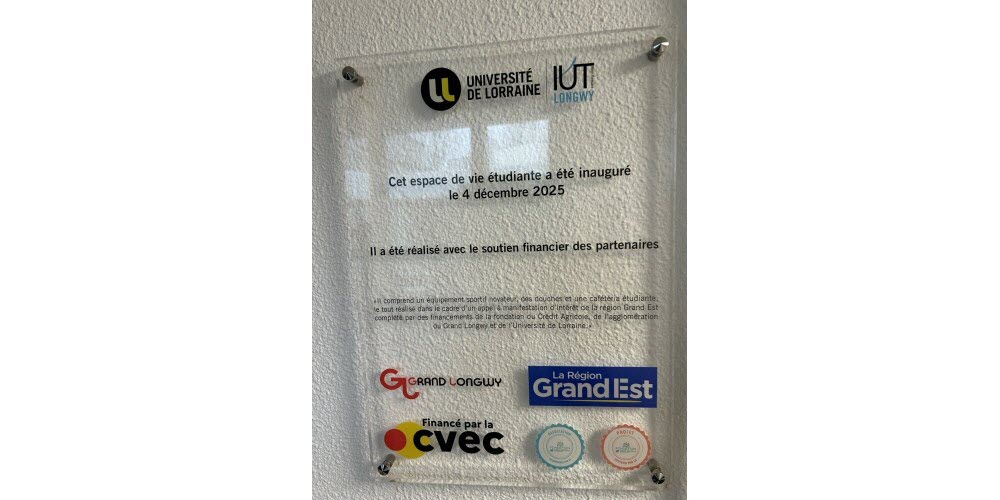 UNIVERSITÉ
DE LORRAINE
IUT
LONGWY
Cet espace de vie étudiante a été inauguré
le 4 décembre 2025
Il a été réalisé avec le soutien financier des partenaires
«Il comprend un équipement sportif novateur, des douches et une cafétéria étudiante,
le tout réalisé dans le cadre d'un appel à manifestation d'intérêt de la région Grand Est
complété par des financements de la fondation du Crédit Agricole, de l'agglomération
du Grand Longwy et de l'Université de Lorraine.»
GRAND LONGWY
La Région
GrandEst
Financé par la
cvec
PROJET